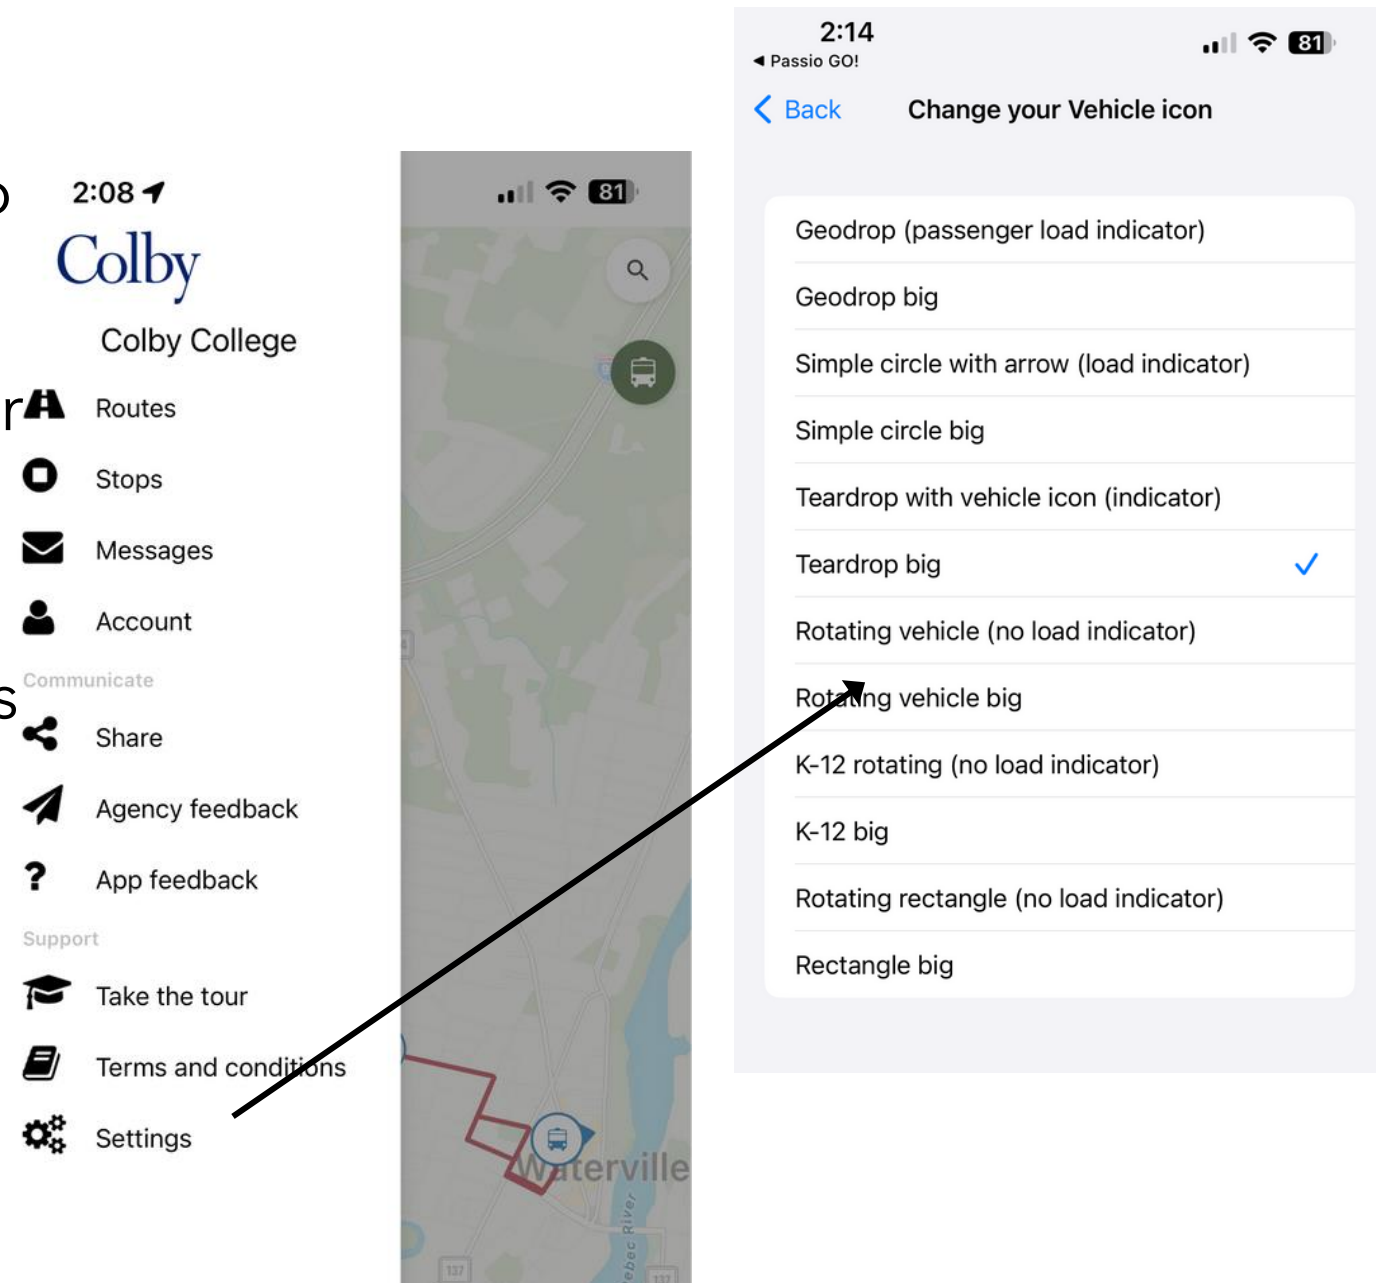 2:08
81
Colby
Colby College
Routes
Stops
Messages
Account
Communicate
Share
Agency feedback
App feedback
Support
Take the tour
Terms and conditions
Settings
Waterville
River
137
137
2:14
81
Passio GO!
Back
Change your Vehicle icon
Geodrop (passenger load indicator)
Geodrop big
Simple circle with arrow (load indicator)
Simple circle big
Teardrop with vehicle icon (indicator)
Teardrop big
Rotating vehicle (no load indicator)
Rotating vehicle big
K-12 rotating (no load indicator)
K-12 big
Rotating rectangle (no load indicator)
Rectangle big